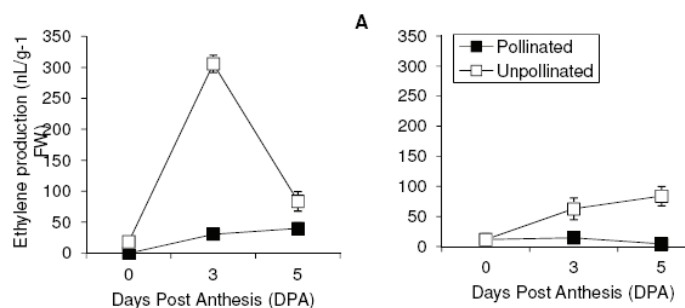 A
Ethylene production (nL/g-1
FW)
350
300
250
200
150
100
50
0
0 3 5
Days Post Anthesis (DPA)
Pollinated
Unpollinated
350
300
250
200
150
100
50
0
0 3 5
Days Post Anthesis (DPA)